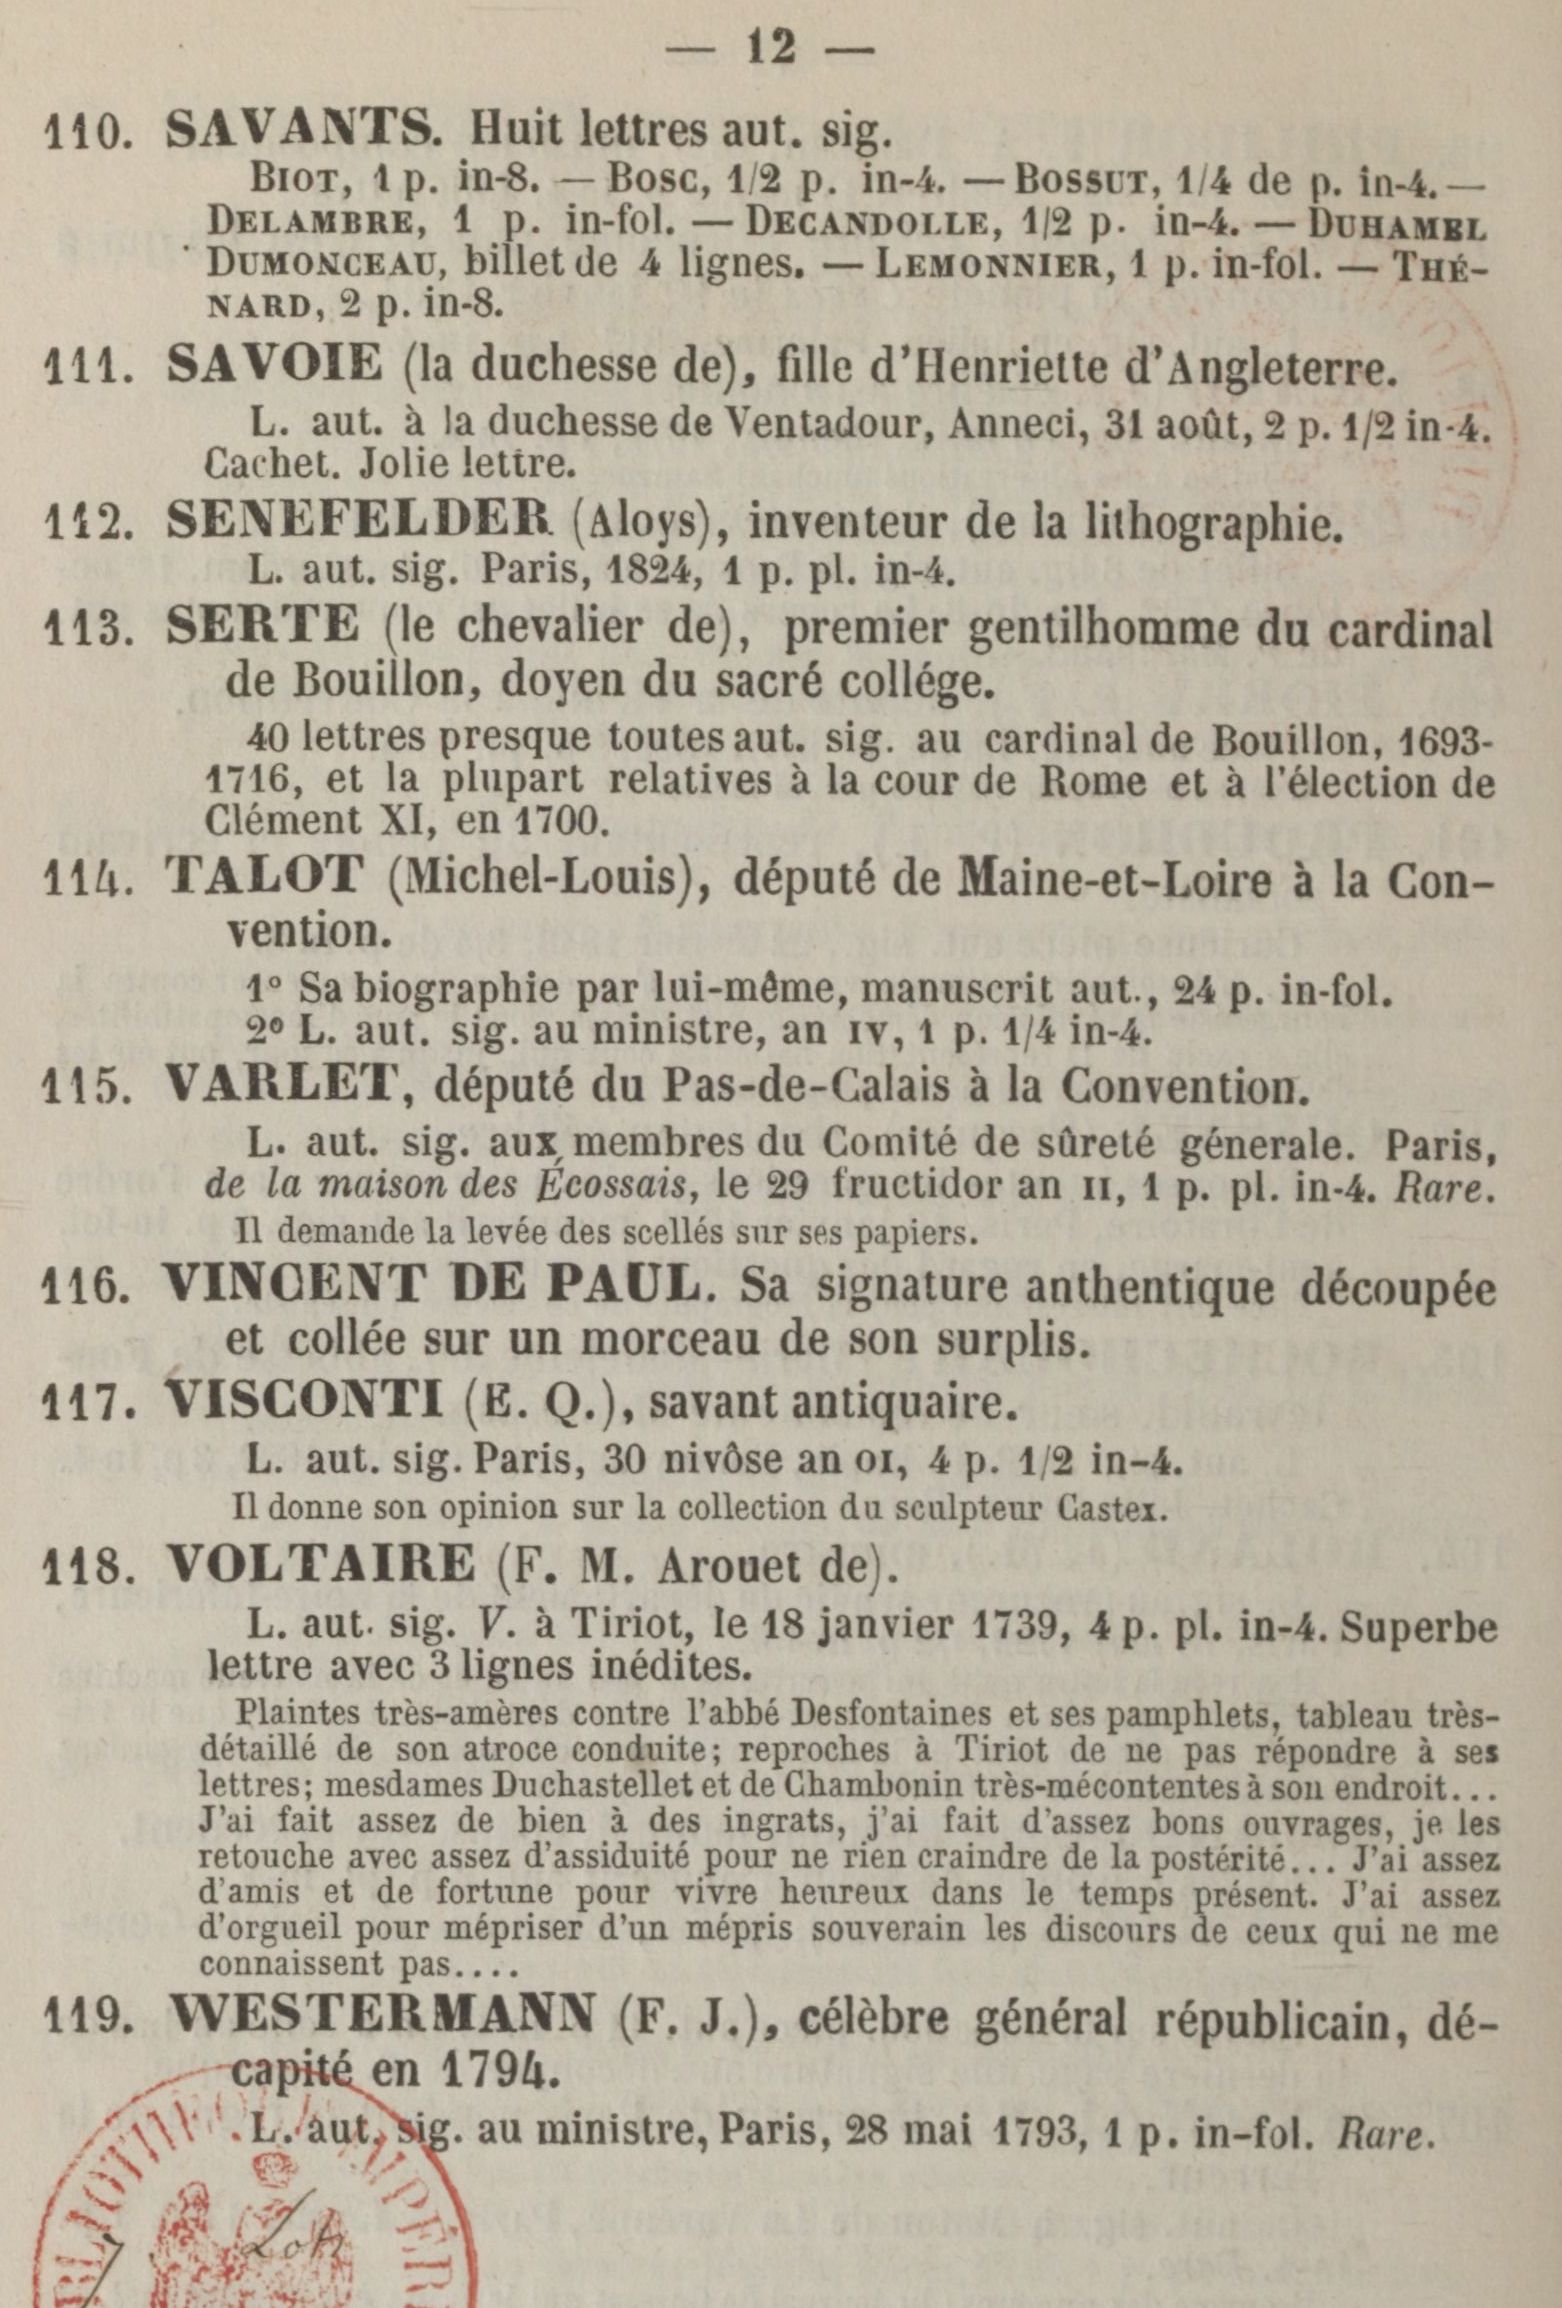 — 12 —
110. SAVANTS. Huit lettres aut. sig.
BIOT, 1 p. in-8. — BOSC, 1/2 p. in-4. — BOSSUT, 1/4 de p. in-4. —
DELAMBRE, 1 p. in-fol. — DECANDOLLE, 1/2 p. in-4. — DUHAMEL
DUMONCEAU, billet de 4 lignes. — LEMONNIER, 1 p. in-fol. — THÉ-
NARD, 2 p. in-8.
111. SAVOIE (la duchesse de), fille d'Henriette d'Angleterre.
L. aut. à la duchesse de Ventadour, Anneci, 31 août, 2 p. 1/2 in-4.
Cachet. Jolie lettre.
112. SENEFELDER (Aloys), inventeur de la lithographie.
L. aut. sig. Paris, 1824, 1 p. pl. in-4.
113. SERTE (le chevalier de), premier gentilhomme du cardinal
de Bouillon, doyen du sacré collége.
40 lettres presque toutes aut. sig. au cardinal de Bouillon, 1693-
1716, et la plupart relatives à la cour de Rome et à l'élection de
Clément XI, en 1700.
114. TALOT (Michel-Louis), député de Maine-et-Loire à la Con-
vention.
1° Sa biographie par lui-même, manuscrit aut., 24 p. in-fol.
2° L. aut. sig. au ministre, an IV, 1 p. 1/4 in-4.
115. VARLET, député du Pas-de-Calais à la Convention.
L. aut. sig. aux membres du Comité de sûreté génerale. Paris,
de la maison des Écossais, le 29 fructidor an II, 1 p. pl. in-4. Rare.
Il demande la levée des scellés sur ses papiers.
116. VINCENT DE PAUL. Sa signature anthentique découpée
et collée sur un morceau de son surplis.
117. VISCONTI (E. Q.), savant antiquaire.
L. aut. sig. Paris, 30 nivôse an OI, 4 p. 1/2 in-4.
Il donne son opinion sur la collection du sculpteur Castex.
118. VOLTAIRE (F. M. Arouet de).
L. aut. sig. V. à Tiriot, le 18 janvier 1739, 4 p. pl. in-4. Superbe
lettre avec 3 lignes inédites.
Plaintes très-amères contre l'abbé Desfontaines et ses pamphlets, tableau très-
détaillé de son atroce conduite; reproches à Tiriot de ne pas répondre à ses
lettres; mesdames Duchastellet et de Chambonin très-mécontentes à son endroit...
J'ai fait assez de bien à des ingrats, j'ai fait d'assez bons ouvrages, je les
retouche avec assez d'assiduité pour ne rien craindre de la postérité... J'ai assez
d'amis et de fortune pour vivre heureux dans le temps présent. J'ai assez
d'orgueil pour mépriser d'un mépris souverain les discours de ceux qui ne me
connaissent pas....
119. WESTERMANN (F. J.), célèbre général républicain, dé-
capité en 1794.
L. aut. sig. au ministre, Paris, 28 mai 1793, 1 p. in-fol. Rare.